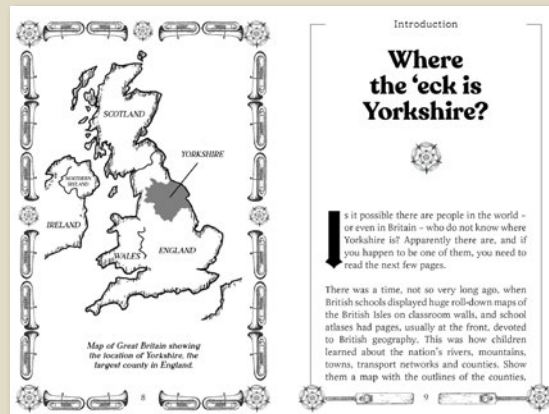 SCOTLAND
YORKSHIRE
NORTHERN
IRELAND
IRELAND
WALES
ENGLAND
Map of Great Britain showing
the location of Yorkshire, the
largest county in England.
8
Introduction
Where
the ‘eck is
Yorkshire?
Is it possible there are people in the world –
or even in Britain – who do not know where
Yorkshire is? Apparently there are, and if
you happen to be one of them, you need to
read the next few pages.
There was a time, not so very long ago, when
British schools displayed huge roll-down maps of
the British Isles on classroom walls, and school
atlases had pages, usually at the front, devoted
to British geography. This was how children
learned about the nation’s rivers, mountains,
towns, transport networks and counties. Show
them a map with the outlines of the counties,
9